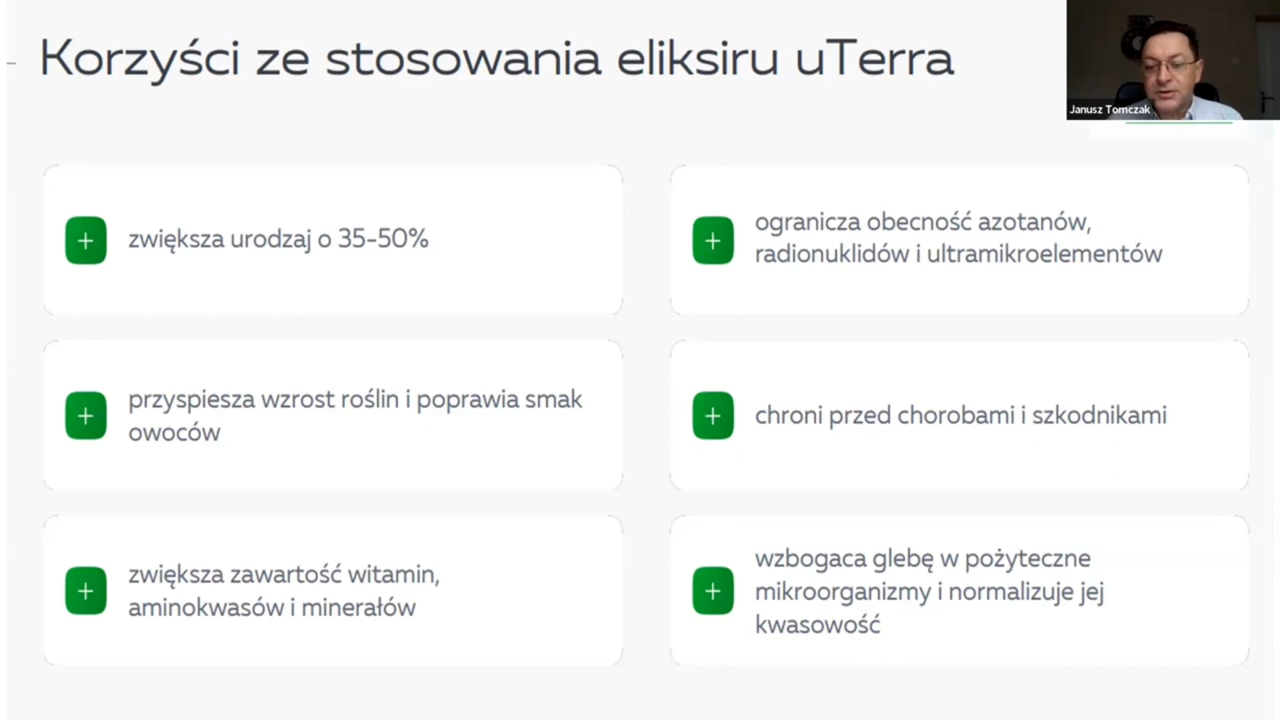 Korzyści ze stosowania eliksiru uTerra
Janusz Tomczak
zwiększa urodzaj o 35-50%
ogranicza obecność azotanów,
radionuklidów i ultramikroelementów
przyspiesza wzrost roślin i poprawia smak
owoców
chroni przed chorobami i szkodnikami
zwiększa zawartość witamin,
aminokwasów i minerałów
wzbogaca glebę w pożyteczne
mikroorganizmy i normalizuje jej
kwasowość